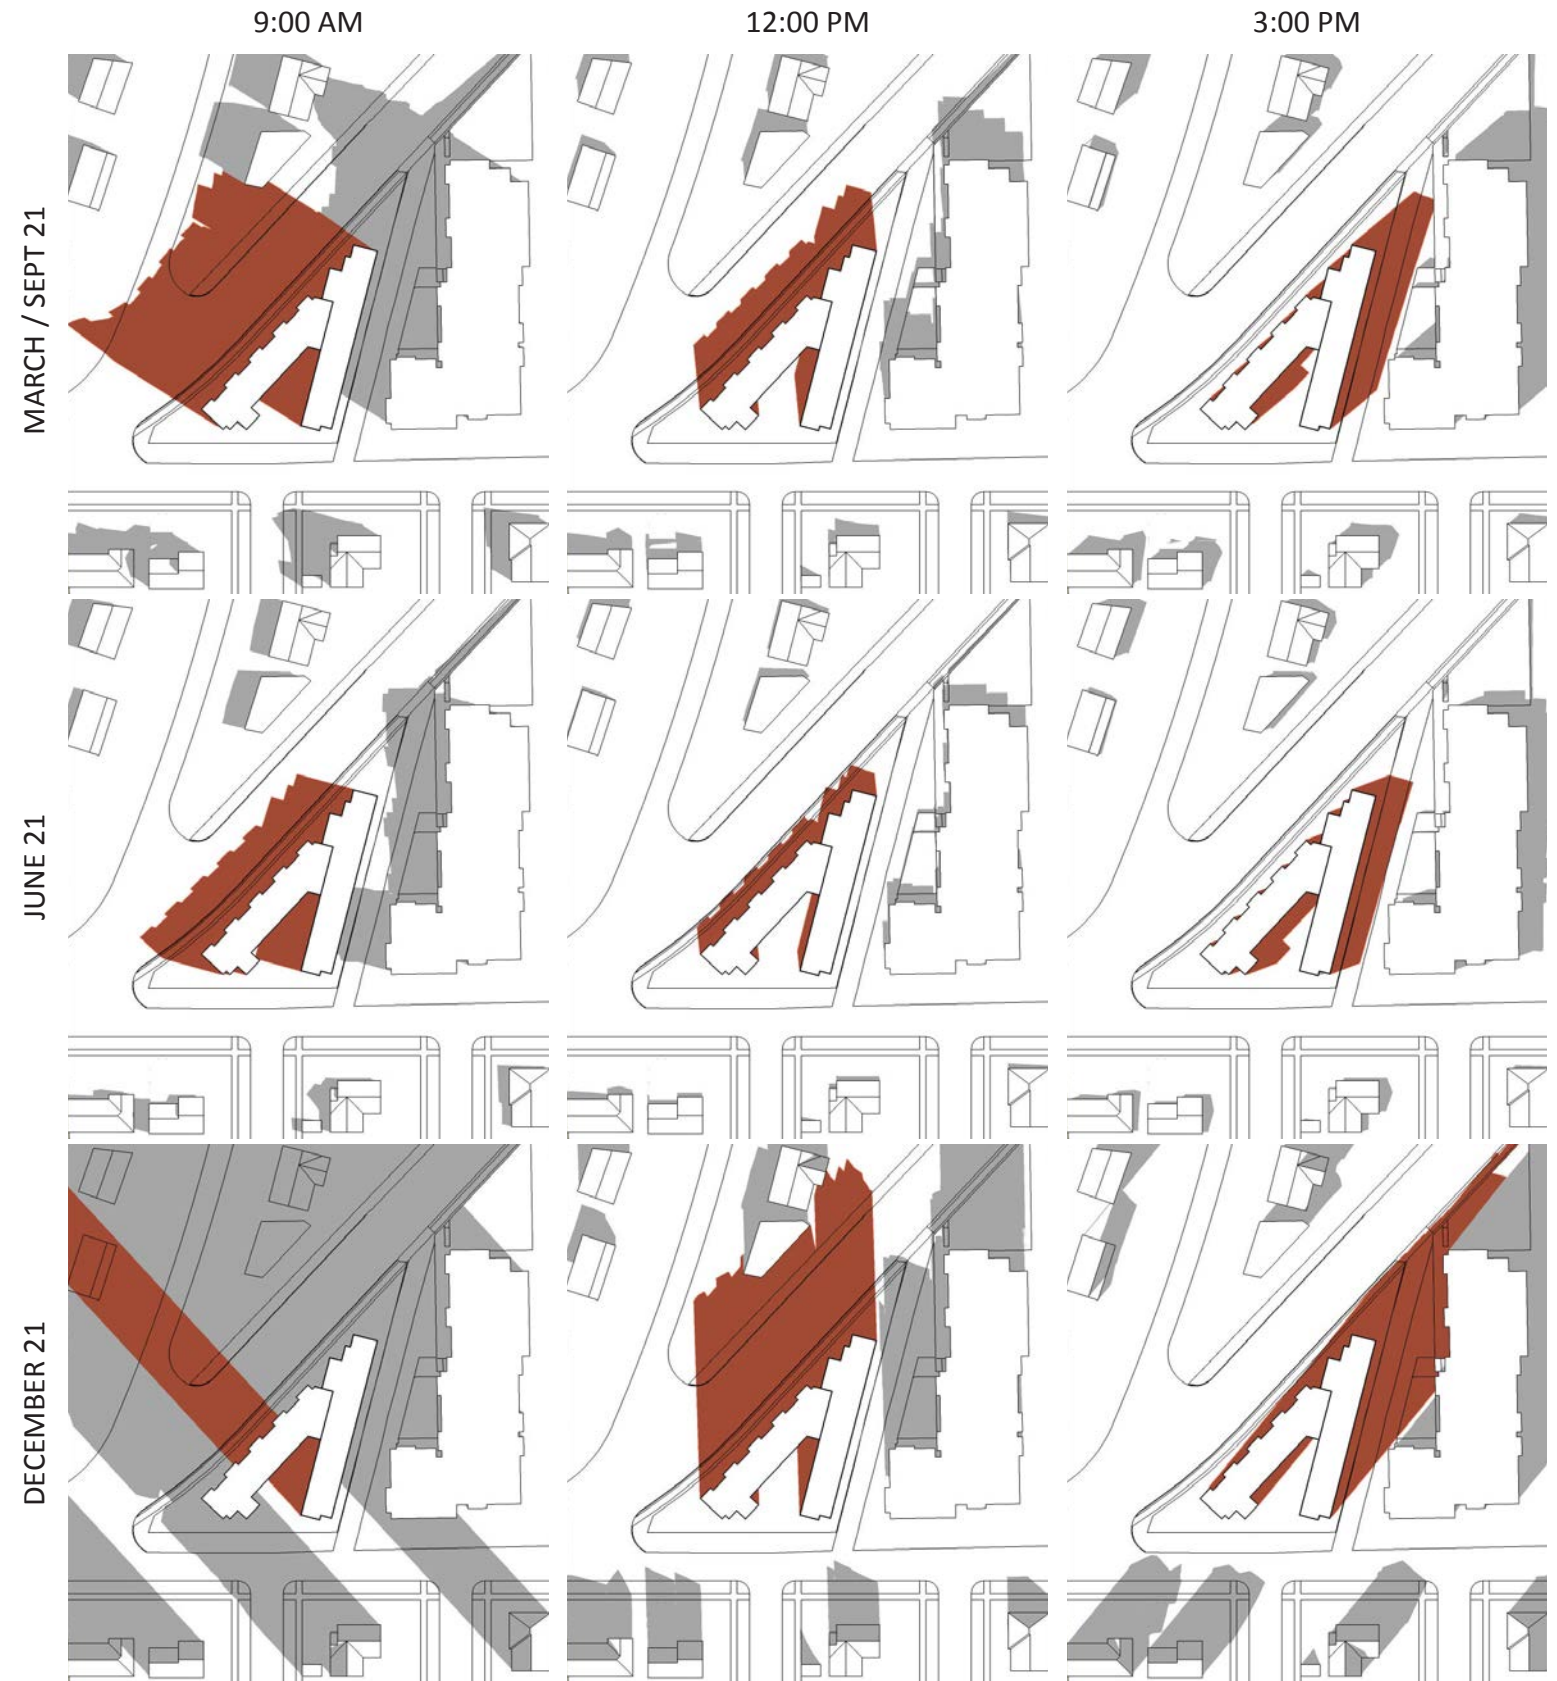 9:00 AM
12:00 PM
3:00 PM
MARCH / SEPT 21
JUNE 21
DECEMBER 21